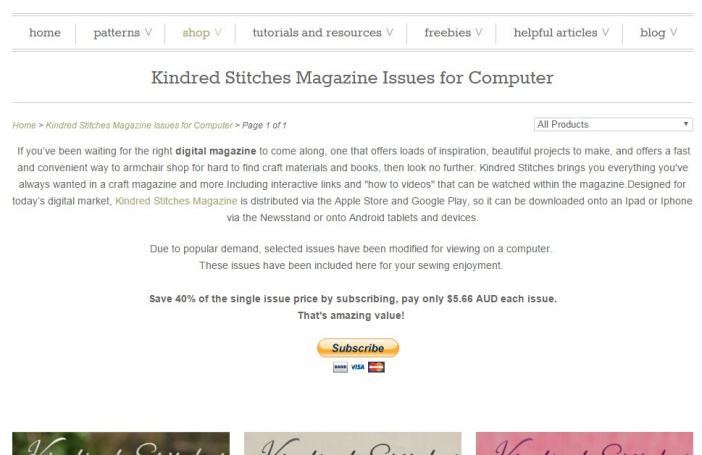 home
patterns V
shop V
tutorials and resources V
freebies V
helpful articles V
blog V
Kindred Stitches Magazine Issues for Computer
Home > Kindred Stitches Magazine Issues for Computer > Page 1 of 1
All Products
If you've been waiting for the right digital magazine to come along, one that offers loads of inspiration, beautiful projects to make, and offers a fast
and convenient way to armchair shop for hard to find craft materials and books, then look no further. Kindred Stitches brings you everything you've
always wanted in a craft magazine and more.Including interactive links and "how to videos" that can be watched within the magazine.Designed for
today's digital market, Kindred Stitches Magazine is distributed via the Apple Store and Google Play, so it can be downloaded onto an Ipad or Iphone
via the Newsstand or onto Android tablets and devices.
Due to popular demand, selected issues have been modified for viewing on a computer.
These issues have been included here for your sewing enjoyment.
Save 40% of the single issue price by subscribing, pay only $5.66 AUD each issue.
That's amazing value!
Subscribe
BANK VISA